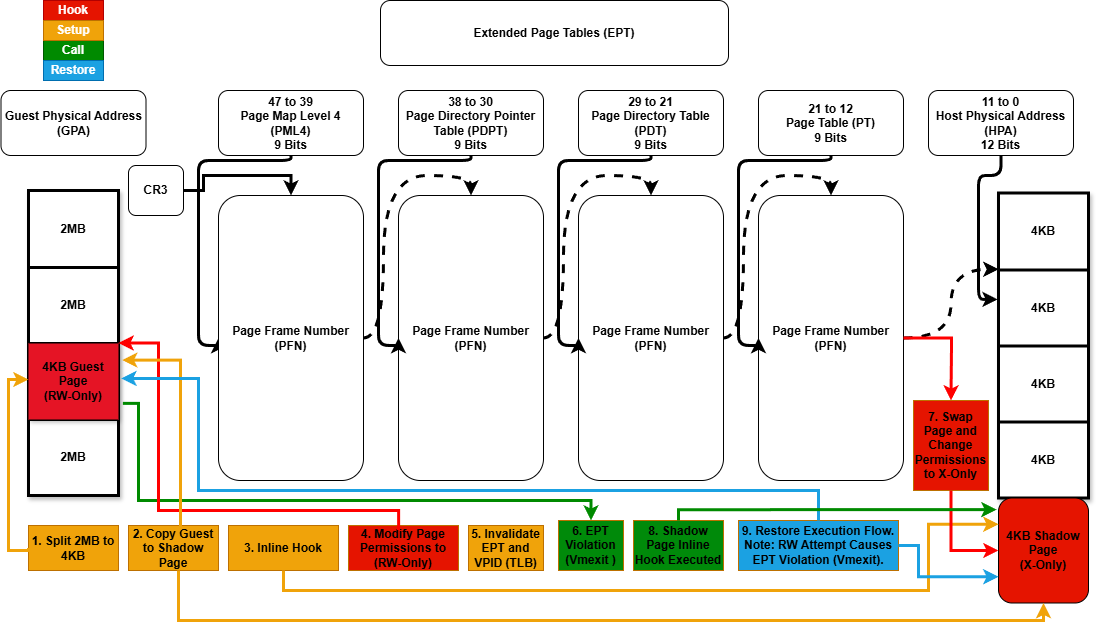 Hook
Setup
Call
Restore
Extended Page Tables (EPT)
Guest Physical Address
(GPA)
47 to 39
Page Map Level 4
(PML4)
9 Bits
38 to 30
Page Directory Pointer
Table (PDPT)
9 Bits
29 to 21
Page Directory Table
(PDT)
9 Bits
21 to 12
Page Table (PT)
9 Bits
11 to 0
Host Physical Address
(HPA)
12 Bits
CR3
2MB
2MB
4KB Guest
Page
(RW-Only)
2MB
Page Frame Number
(PFN)
Page Frame Number
(PFN)
Page Frame Number
(PFN)
Page Frame Number
(PFN)
4KB
4KB
4KB
4KB
7. Swap
Page and
Change
Permissions
to X-Only
1. Split 2MB to
4KB
2. Copy Guest
to Shadow
Page
3. Inline Hook
4. Modify Page
Permissions to
(RW-Only)
5. Invalidate
EPT and
VPID (TLB)
6. EPT
Violation
(Vmexit )
8. Shadow
Page Inline
Hook Executed
9. Restore Execution Flow.
Note: RW Attempt Causes
EPT Violation (Vmexit).
4KB Shadow
Page
(X-Only)